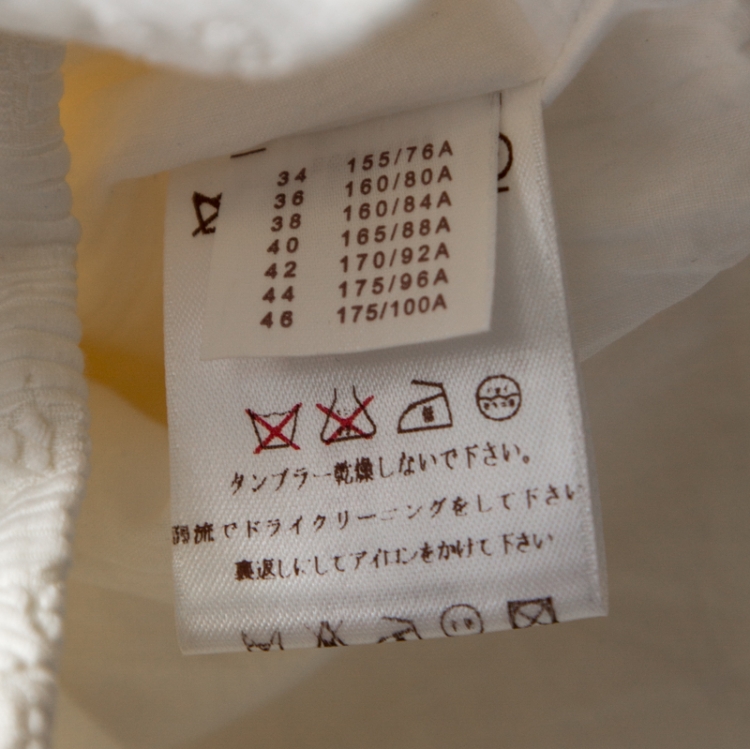 34 155/76A
36 160/80A
38 160/84A
40 165/88A
42 170/92A
44 175/96A
46 175/100A
低
タンブラー乾燥しないで下さい。
弱流でドライクリーニングをして下さい
裏返しにしてアイロンをかけて下さい